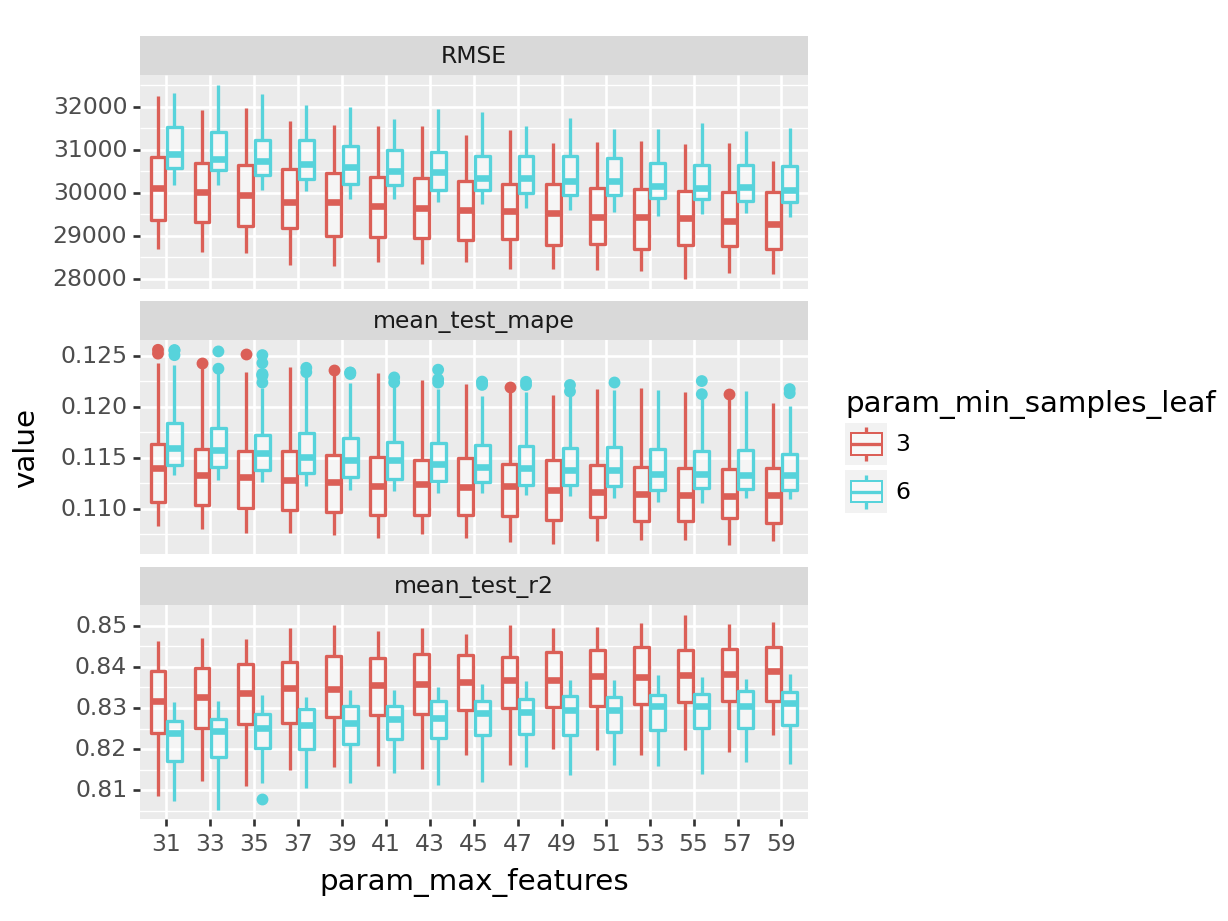 RMSE
32000
31000
30000
29000
28000
mean_test_mape
0.125
0.120
0.115
0.110
mean_test_r2
0.85
0.84
0.83
0.82
0.81
31 33 35 37 39 41 43 45 47 49 51 53 55 57 59
param_max_features
value
param_min_samples_leaf
3
6